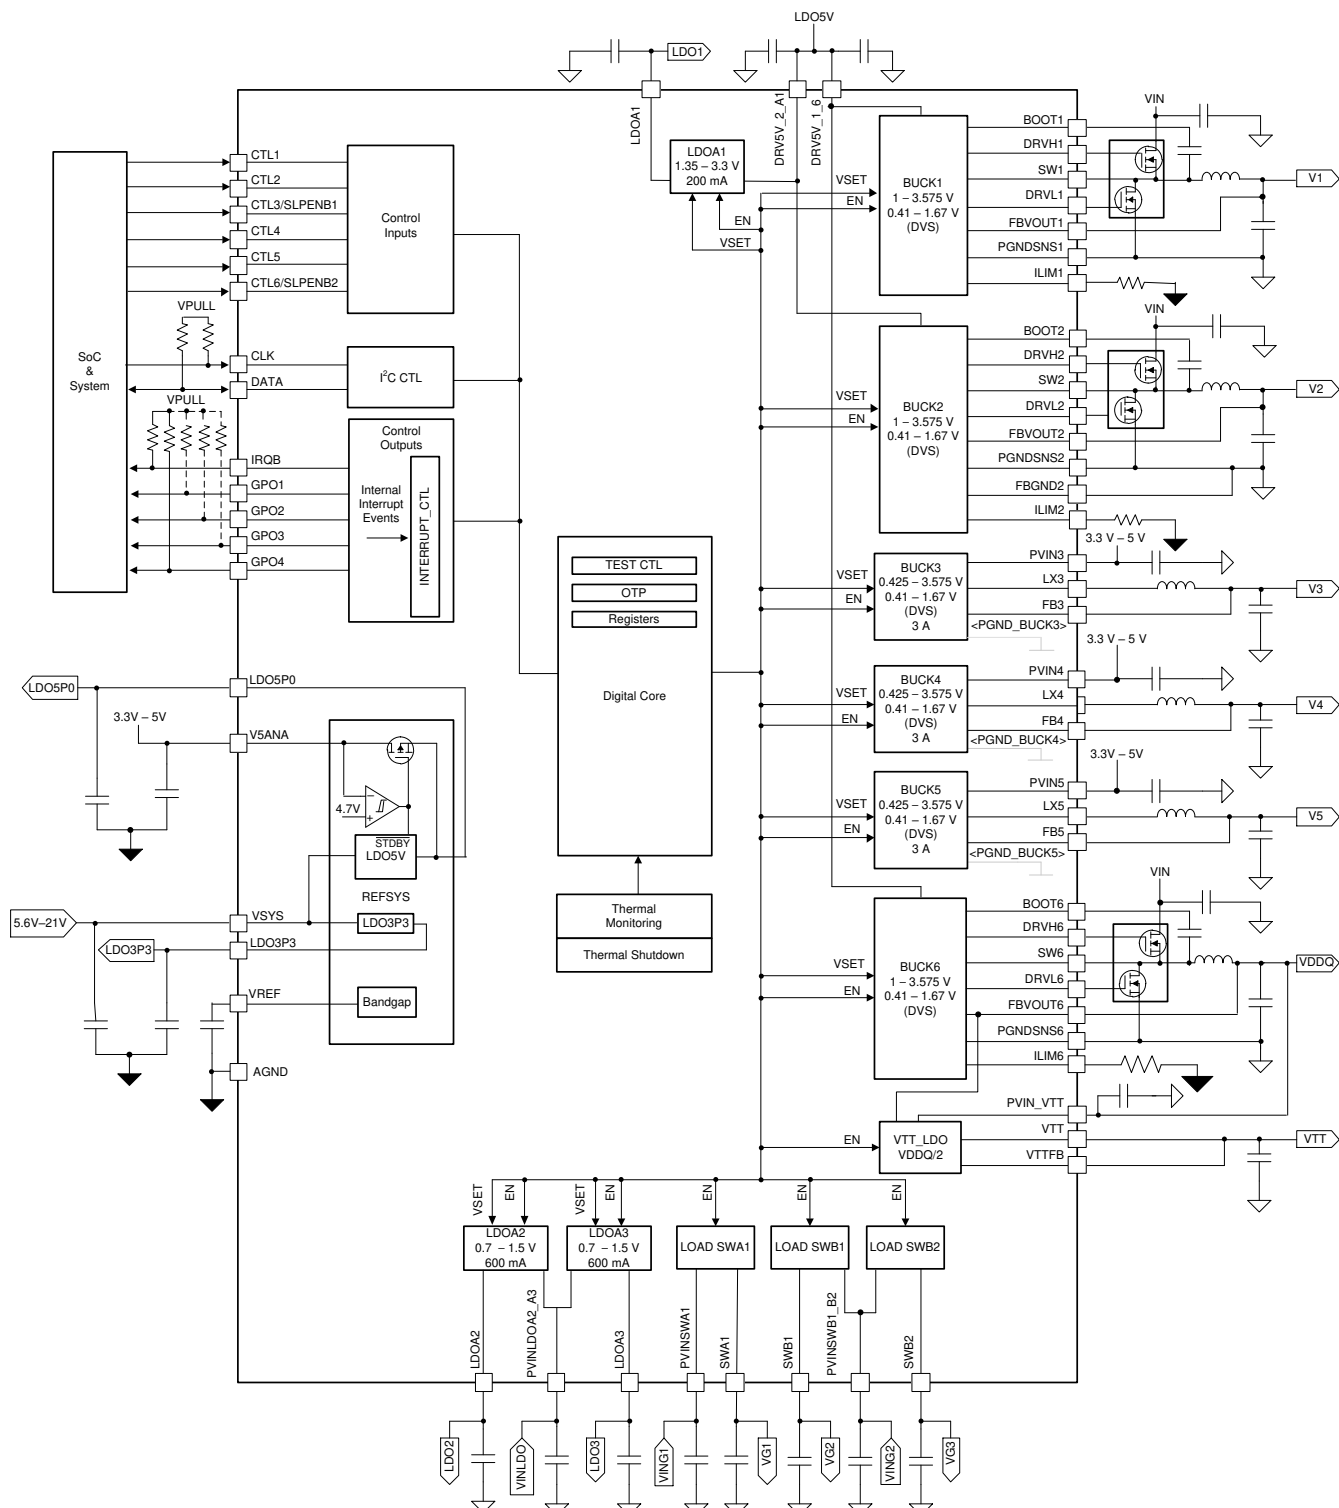 LDO5V
LDO1
LDOA1
DRV5V_2_A1
DRV5V_1_6
SoC
&
System
CTL1
CTL2
CTL3/SLPENB1
CTL4
CTL5
CTL6/SLPENB2
Control
Inputs
VPULL
CLK
DATA
I²C CTL
VPULL
IRQB
GPO1
GPO2
GPO3
GPO4
Control
Outputs
Internal
Interrupt
Events
INTERRUPT_CTL
LDOA1
1.35 – 3.3 V
200 mA
EN
VSET
VSET
EN
BUCK1
1 – 3.575 V
0.41 – 1.67 V
(DVS)
BOOT1
DRVH1
SW1
DRVL1
FBVOUT1
PGNDSNS1
ILIM1
VIN
V1
VSET
EN
BUCK2
1 – 3.575 V
0.41 – 1.67 V
(DVS)
BOOT2
DRVH2
SW2
DRVL2
FBVOUT2
PGNDSNS2
FBGND2
ILIM2
VIN
V2
VSET
EN
BUCK3
0.425 – 3.575 V
0.41 – 1.67 V
(DVS)
3 A
3.3 V – 5 V
PVIN3
LX3
FB3
<PGND_BUCK3>
V3
VSET
EN
BUCK4
0.425 – 3.575 V
0.41 – 1.67 V
(DVS)
3 A
3.3 V – 5 V
PVIN4
LX4
FB4
<PGND_BUCK4>
V4
VSET
EN
BUCK5
0.425 – 3.575 V
0.41 – 1.67 V
(DVS)
3 A
3.3V – 5V
PVIN5
LX5
FB5
<PGND_BUCK5>
V5
VSET
EN
BUCK6
1 – 3.575 V
0.41 – 1.67 V
(DVS)
BOOT6
DRVH6
SW6
DRVL6
FBVOUT6
PGNDSNS6
ILIM6
VIN
VDDQ
EN
VTT_LDO
VDDQ/2
PVIN_VTT
VTT
VTTFB
VTT
TEST CTL
OTP
Registers
Digital Core
Thermal
Monitoring
Thermal Shutdown
LDO5P0
LDO5P0
3.3V – 5V
V5ANA
4.7V
STDBY
LDO5V
REFSYS
5.6V–21V
VSYS
LDO3P3
LDO3P3
LDO3P3
VREF
Bandgap
AGND
VSET
EN
VSET
EN
EN
EN
EN
LDOA2
0.7 – 1.5 V
600 mA
LDOA3
0.7 – 1.5 V
600 mA
LOAD SWA1
LOAD SWB1
LOAD SWB2
LDOA2
PVINLDOA2_A3
LDOA3
PVINSWA1
SWA1
SWB1
PVINSWB1_B2
SWB2
LDO2
VINLDO
LDO3
VING1
VG1
VG2
VING2
VG3